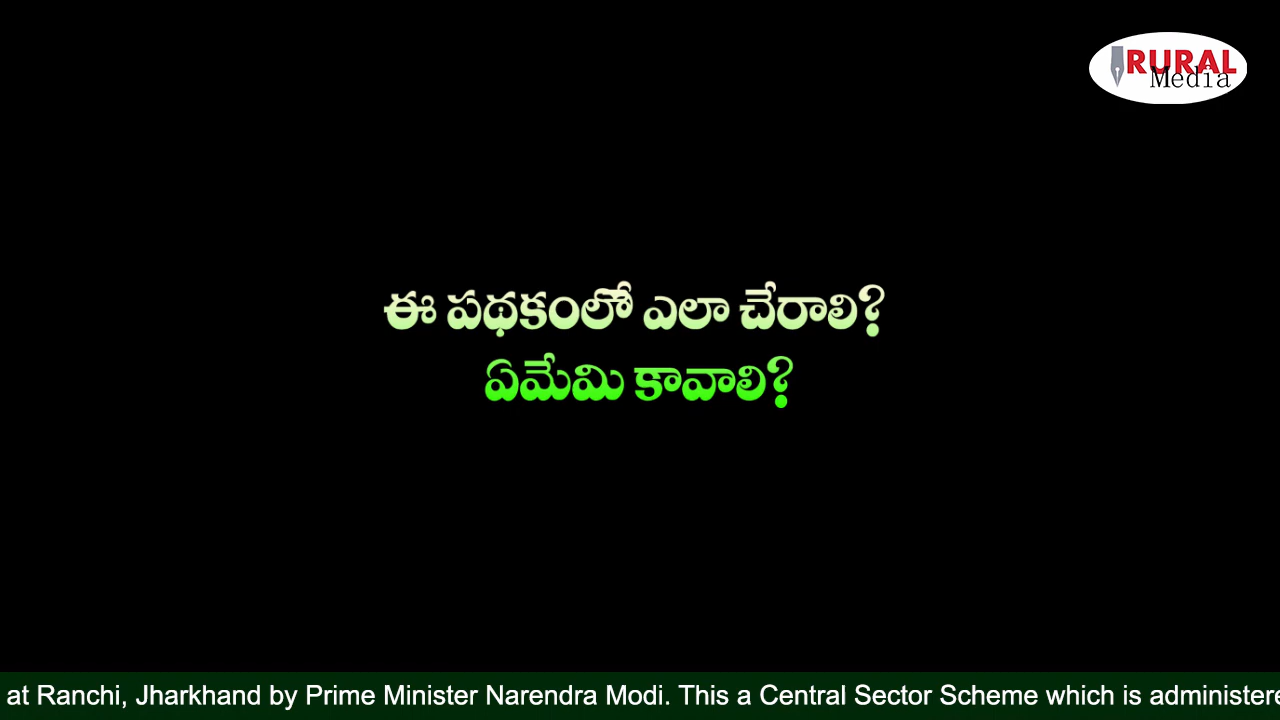 RURAL
Media
ఈ పథకంలో ఎలా చేరాలి?
ఏమేమి కావాలి?
at Ranchi, Jharkhand by Prime Minister Narendra Modi. This a Central Sector Scheme which is administere